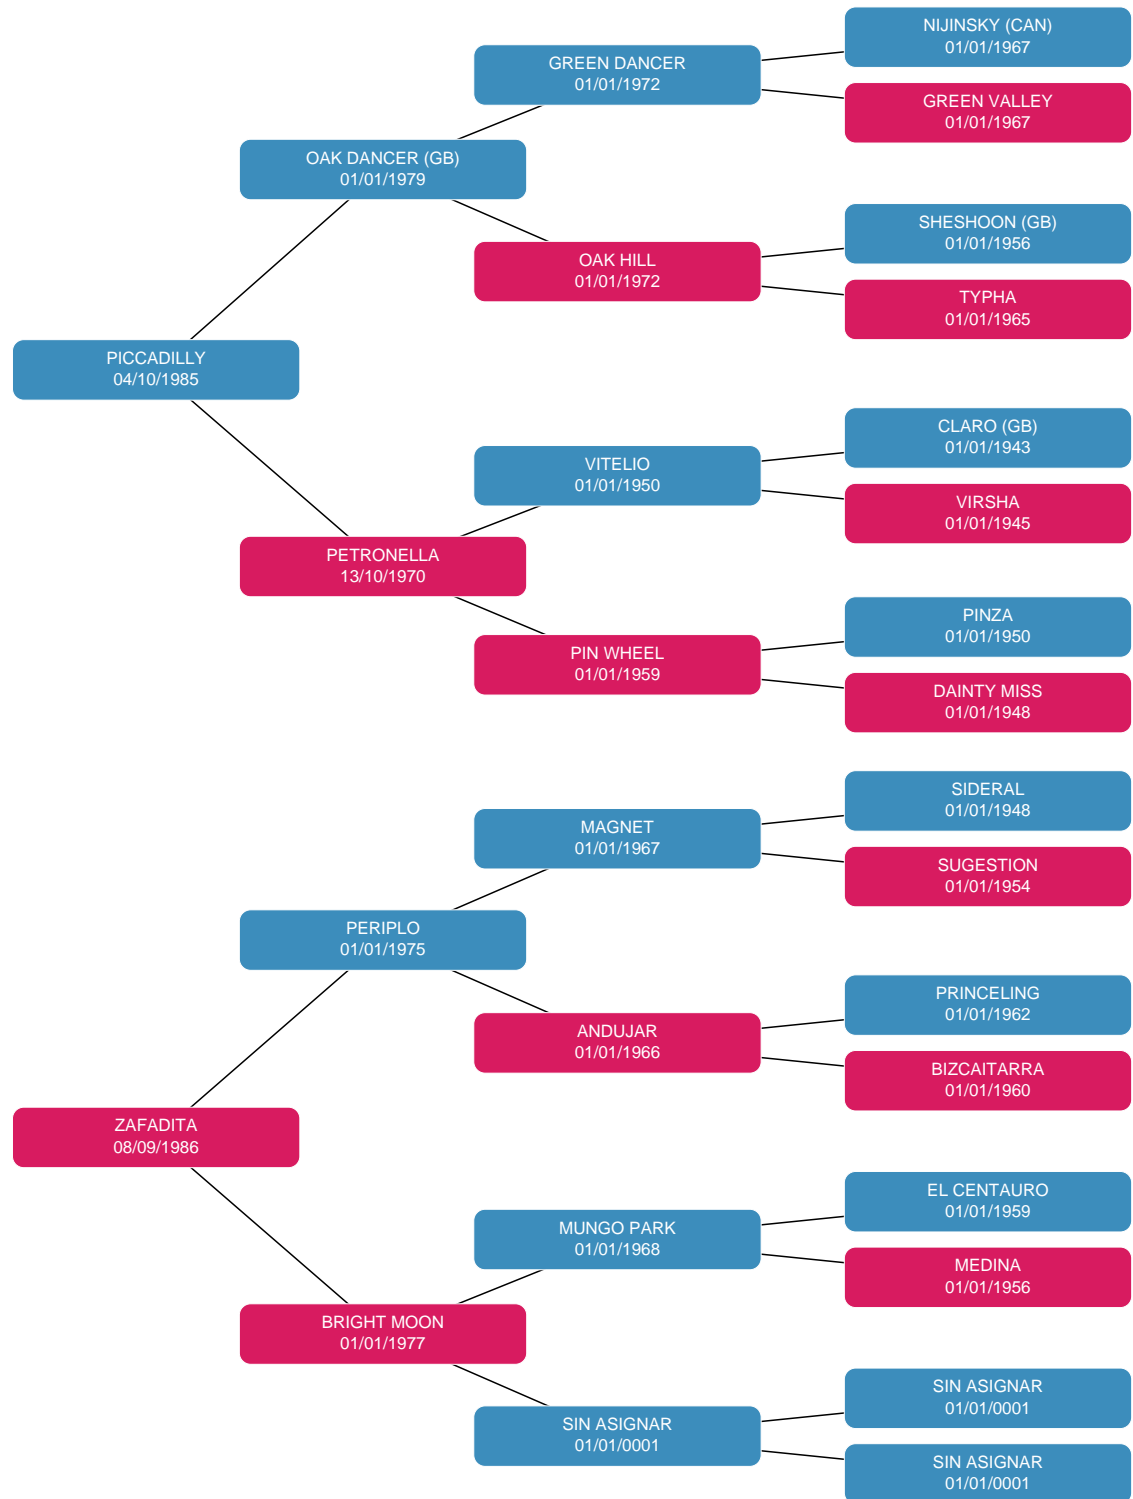 NIJINSKY (CAN)
01/01/1967
GREEN DANCER
01/01/1972
GREEN VALLEY
01/01/1967
OAK DANCER (GB)
01/01/1979
SHESHOON (GB)
01/01/1956
OAK HILL
01/01/1972
TYPHA
01/01/1965
PICCADILLY
04/10/1985
CLARO (GB)
01/01/1943
VITELIO
01/01/1950
VIRSHA
01/01/1945
PETRONELLA
13/10/1970
PINZA
01/01/1950
PIN WHEEL
01/01/1959
DAINTY MISS
01/01/1948
SIDERAL
01/01/1948
MAGNET
01/01/1967
SUGESTION
01/01/1954
PERIPLO
01/01/1975
PRINCELING
01/01/1962
ANDUJAR
01/01/1966
BIZCAITARRA
01/01/1960
ZAFADITA
08/09/1986
EL CENTAURO
01/01/1959
MUNGO PARK
01/01/1968
MEDINA
01/01/1956
BRIGHT MOON
01/01/1977
SIN ASIGNAR
01/01/0001
SIN ASIGNAR
01/01/0001
SIN ASIGNAR
01/01/0001